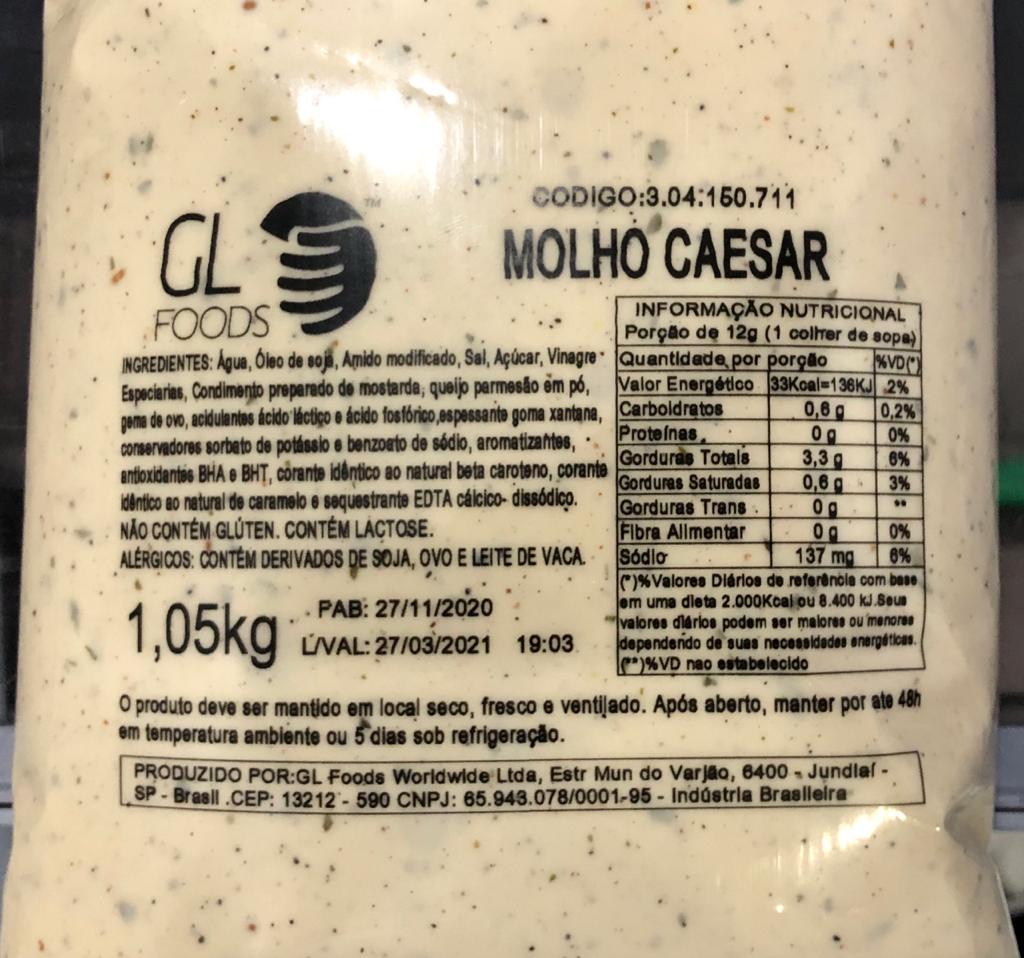 CODIGO:3.04:150.711
GL
FOODS
TM
MOLHO CAESAR
INGREDIENTES: Água, Óleo de soja, Amido modificado, Sal, Açúcar, Vinagre
Especiarias, Condimento preparado de mostarda, queijo parmesão em pó,
gema de ovo, acidulantes ácido láctico e ácido fosfórico,espessante goma xantana,
conservadores sorbato de potássio e benzoato de sódio, aromatizantes,
antioxidantes BHA e BHT, corante idêntico ao natural beta caroteno, corante
idêntico ao natural de caramelo e sequestrante EDTA cálcico- dissódico.
NÃO CONTÉM GLÚTEN. CONTÉM LACTOSE.
ALÉRGICOS: CONTÉM DERIVADOS DE SOJA, OVO E LEITE DE VACA.
1,05kg
PAB: 27/11/2020
L/VAL: 27/03/2021 19:03
INFORMAÇÃO NUTRICIONAL
Porção de 12g (1 colher de sopa)
Quantidade por porção %VD(*)
Valor Energético 33Kcal=136KJ 2%
Carboidratos 0,6 g 0,2%
Proteínas 0 g 0%
Gorduras Totais 3,3 g 6%
Gorduras Saturadas 0,6 g 3%
Gorduras Trans 0 g **
Fibra Alimentar 0 g 0%
Sódio 137 mg 6%
(*)%Valores Diários de referência com base
em uma dieta 2.000Kcal ou 8.400 kJ.Seus
valores diários podem ser maiores ou menores
dependendo de suas necessidades energéticas.
(**)%VD nao estabelecido
O produto deve ser mantido em local seco, fresco e ventilado. Após aberto, manter por ate 48h
em temperatura ambiente ou 5 dias sob refrigeração.
PRODUZIDO POR:GL Foods Worldwide Ltda, Estr Mun do Varjão, 6400 - Jundiaí -
SP - Brasil .CEP: 13212 - 590 CNPJ: 65.943.078/0001-95 - Indústria Brasileira